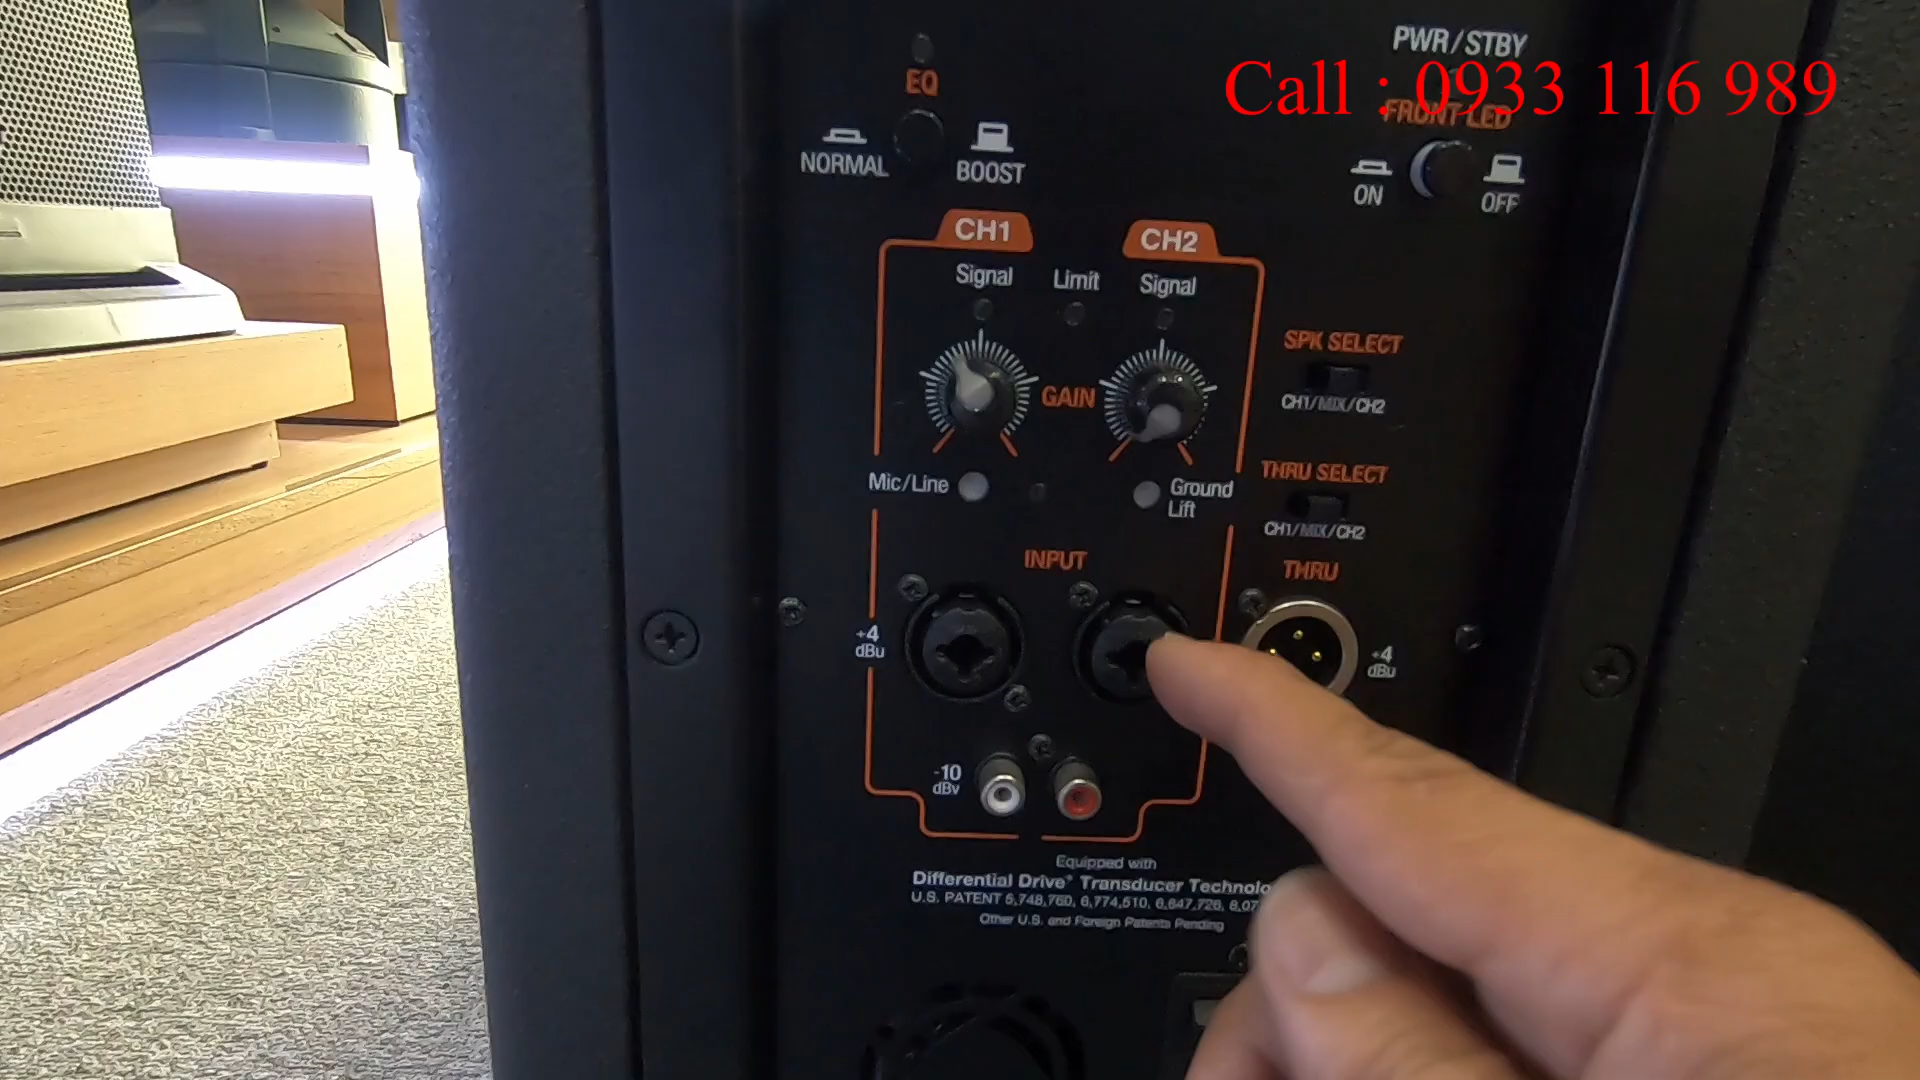 PWR/STBY
Call : 0933 116 989
EQ
FRONT LED
NORMAL
BOOST
ON
OFF
CH1
CH2
Signal
Limit
Signal
GAIN
SPK SELECT
CH1/MIX/CH2
Mic/Line
Ground
Lift
THRU SELECT
CH1/MIX/CH2
INPUT
THRU
+4
dBu
+4
dBu
-10
dBv
Equipped with
Differential Drive® Transducer
U.S. PATENT 5,748,760, 6,774,510, 6,847,726,
Other U.S. and Foreign Patents Pending